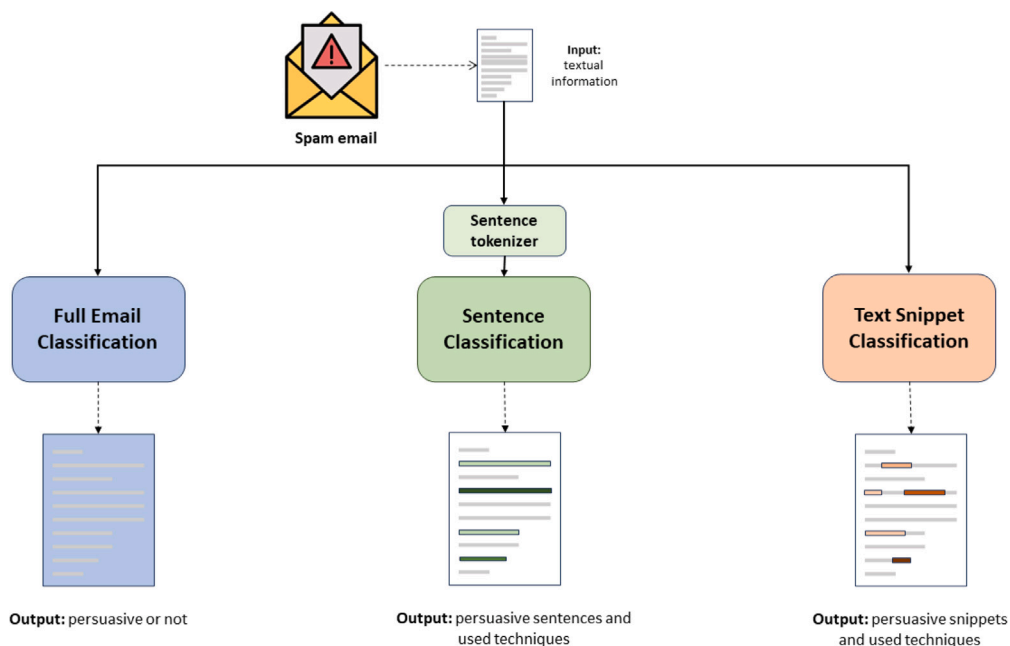 Input:
textual
information
Spam email
Sentence
tokenizer
Full Email
Classification
Sentence
Classification
Text Snippet
Classification
Output: persuasive or not
Output: persuasive sentences and
used techniques
Output: persuasive snippets
and used techniques